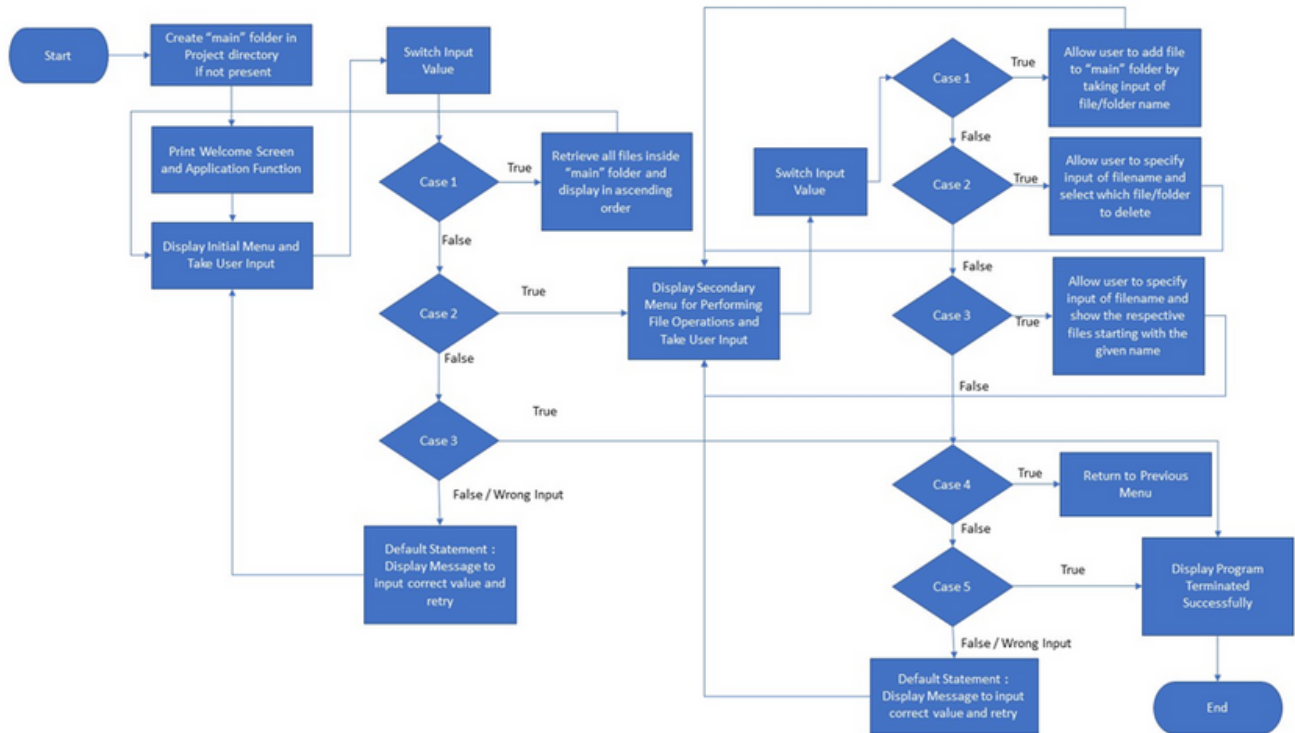 Start
Create “main” folder in
Project directory
if not present
Print Welcome Screen
and Application Function
Display Initial Menu and
Take User Input
Switch Input
Value
Case 1
True
Retrieve all files inside
“main” folder and
display in ascending
order
False
Case 2
True
False
Case 3
True
False / Wrong Input
Default Statement :
Display Message to
input correct value and
retry
Display Secondary
Menu for Performing
File Operations and
Take User Input
Switch Input
Value
Case 1
True
Allow user to add file
to “main” folder by
taking input of
file/folder name
False
Case 2
True
Allow user to specify
input of filename and
select which file/folder
to delete
False
Case 3
True
Allow user to specify
input of filename and
show the respective
files starting with the
given name
False
Case 4
True
Return to Previous
Menu
False
Case 5
True
Display Program
Terminated
Successfully
False / Wrong Input
Default Statement :
Display Message to input
correct value and retry
End